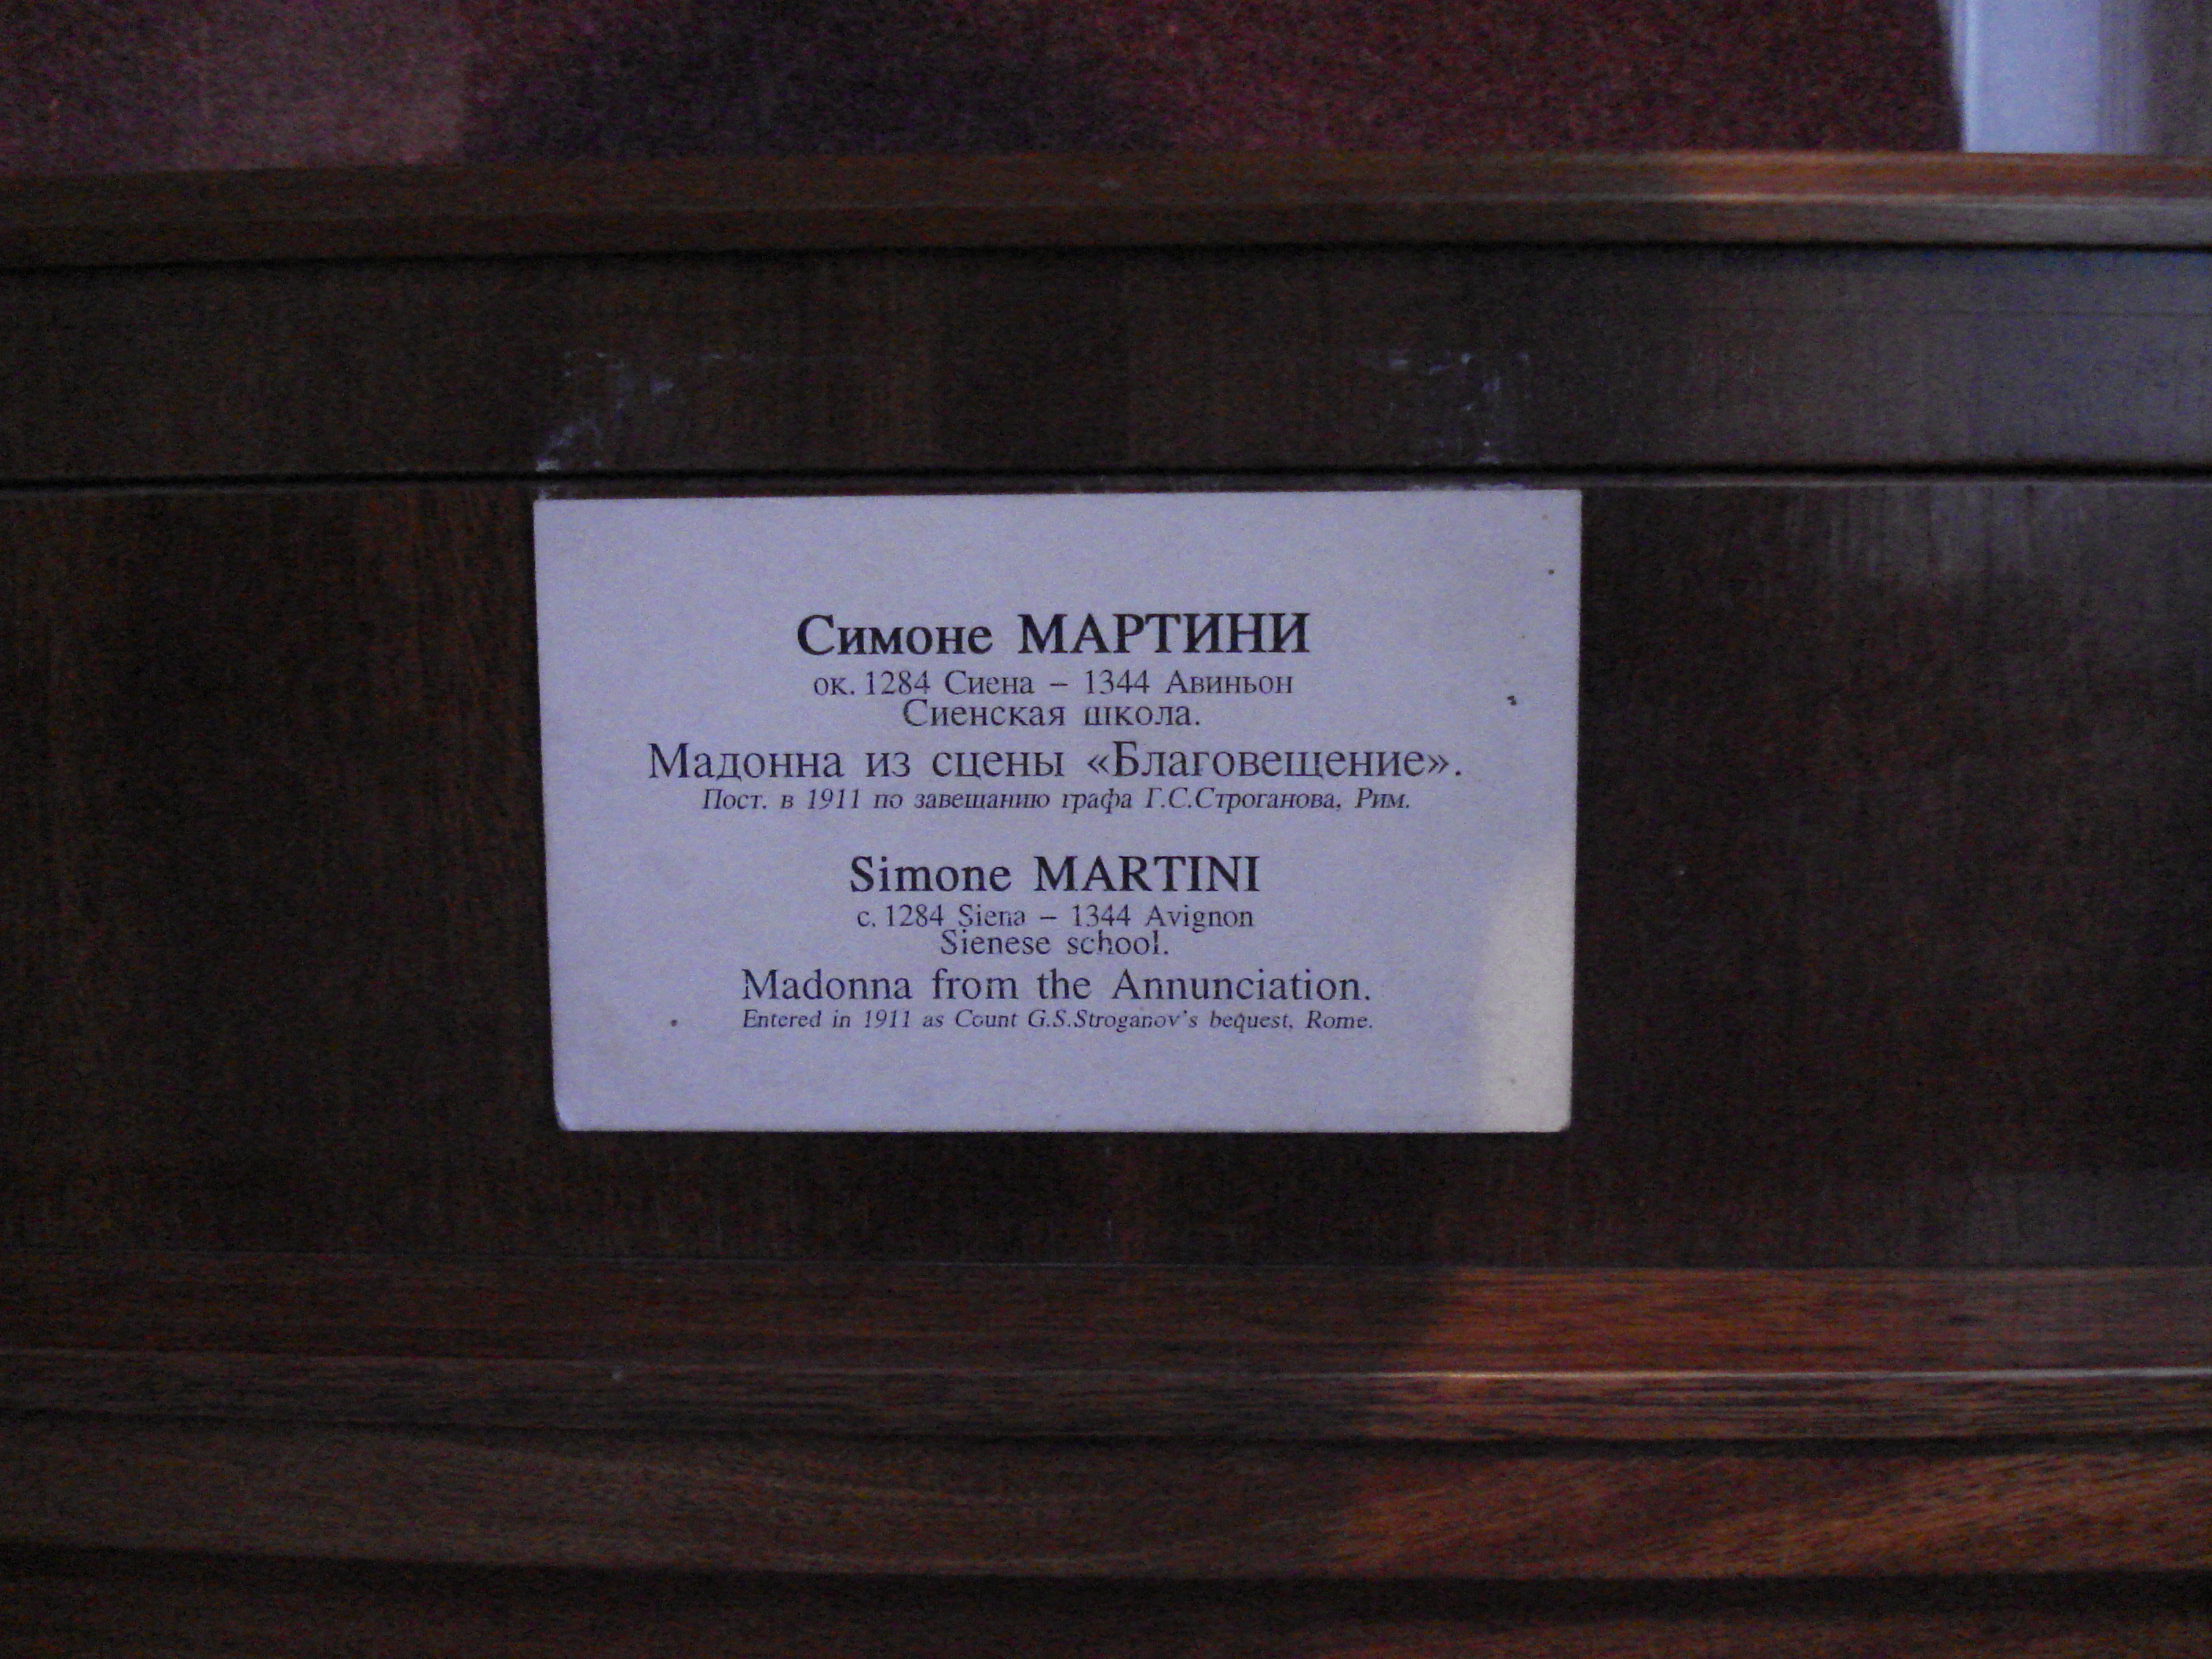 Симоне МАРТИНИ
ок. 1284 Сиена – 1344 Авиньон
Сиенская школа.
Мадонна из сцены «Благовещение».
Пост. в 1911 по завещанию графа Г.С.Строганова, Рим.
Simone MARTINI
c. 1284 Siena – 1344 Avignon
Sienese school.
Madonna from the Annunciation.
Entered in 1911 as Count G.S.Stroganov's bequest, Rome.